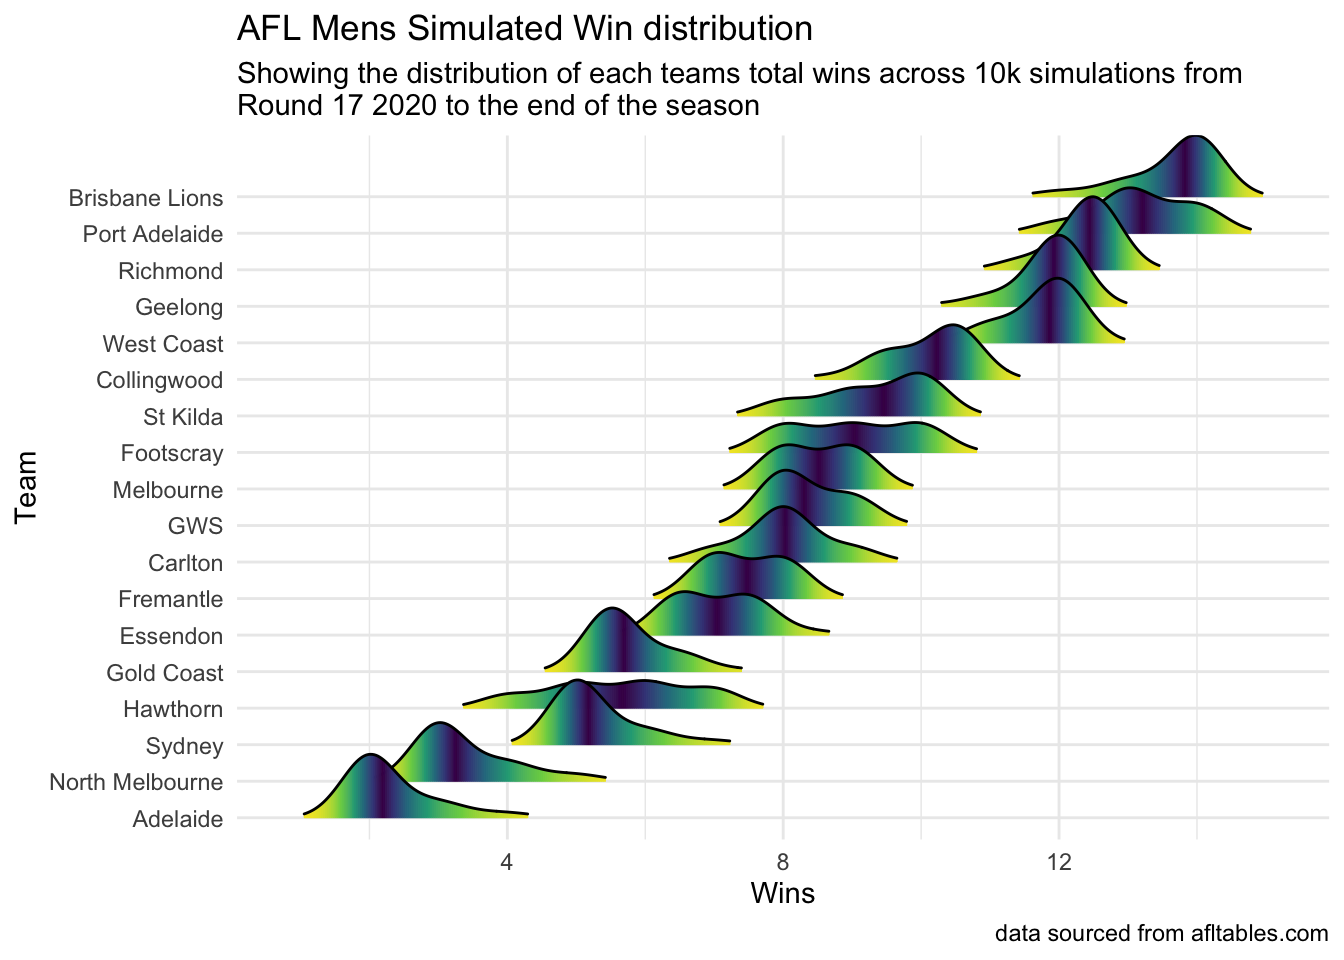 AFL Mens Simulated Win distribution
Showing the distribution of each teams total wins across 10k simulations from
Round 17 2020 to the end of the season
Team
Brisbane Lions
Port Adelaide
Richmond
Geelong
West Coast
Collingwood
St Kilda
Footscray
Melbourne
GWS
Carlton
Fremantle
Essendon
Gold Coast
Hawthorn
Sydney
North Melbourne
Adelaide
4 8 12
Wins
data sourced from afltables.com